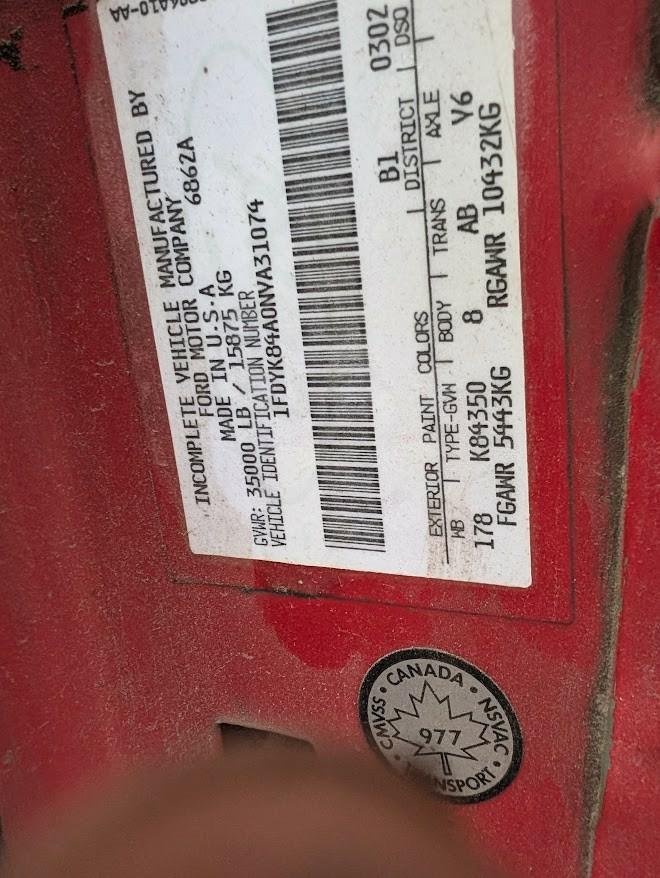 INCOMPLETE VEHICLE MANUFACTURED BY
FORD MOTOR COMPANY 6862A
MADE IN U.S.A
GVWR: 35000 LB / 15875 KG
VEHICLE IDENTIFICATION NUMBER
1FDYK84A0NVA31074
B1 0302
EXTERIOR PAINT COLORS DISTRICT DSO
WB TYPE-GVW BODY TRANS AXLE
178 K84350 8 AB Y6
FGAWR 5443KG RGAWR 10432KG
CANADA
CMVSS
NSVAC
977